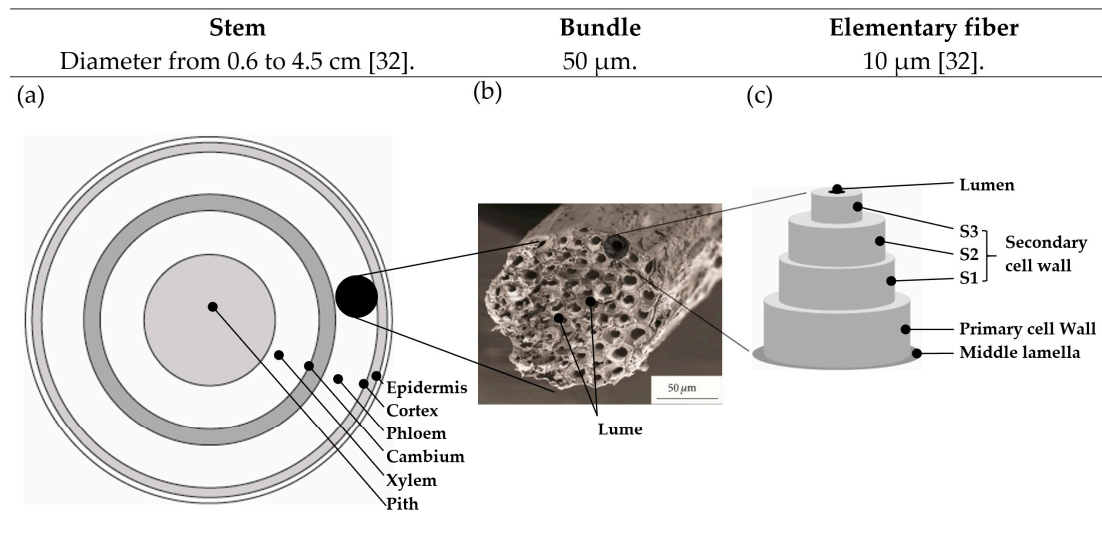 Stem Bundle Elementary fiber
Diameter from 0.6 to 4.5 cm [32]. 50 µm. 10 µm [32].
(a) (b) (c)
Lumen
S3
S2
S1
Secondary
cell wall
Primary cell Wall
Middle lamella
50 µm
Lume
Epidermis
Cortex
Phloem
Cambium
Xylem
Pith